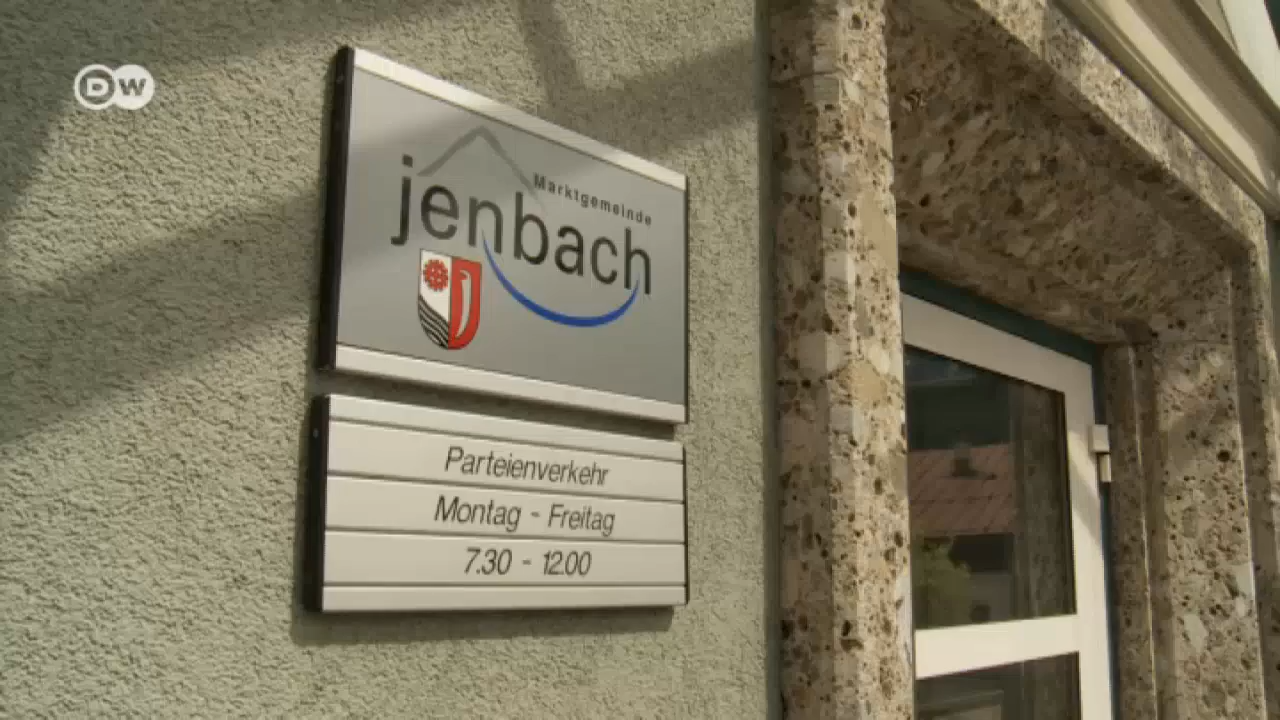 DW
Marktgemeinde
jenbach
Parteienverkehr
Montag - Freitag
7.30 - 12.00